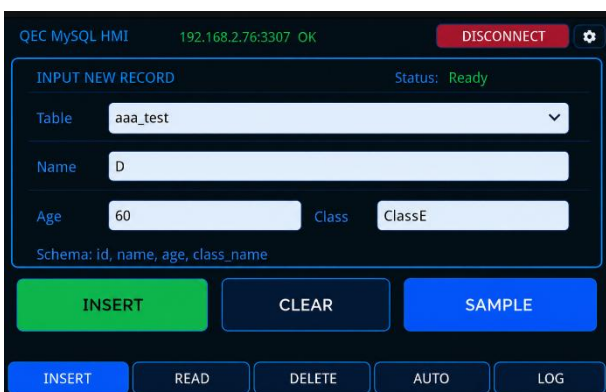 QEC MySQL HMI 192.168.2.76:3307 OK DISCONNECT
INPUT NEW RECORD Status: Ready
Table aaa_test
Name D
Age 60 Class ClassE
Schema: id, name, age, class_name
INSERT CLEAR SAMPLE
INSERT READ DELETE AUTO LOG